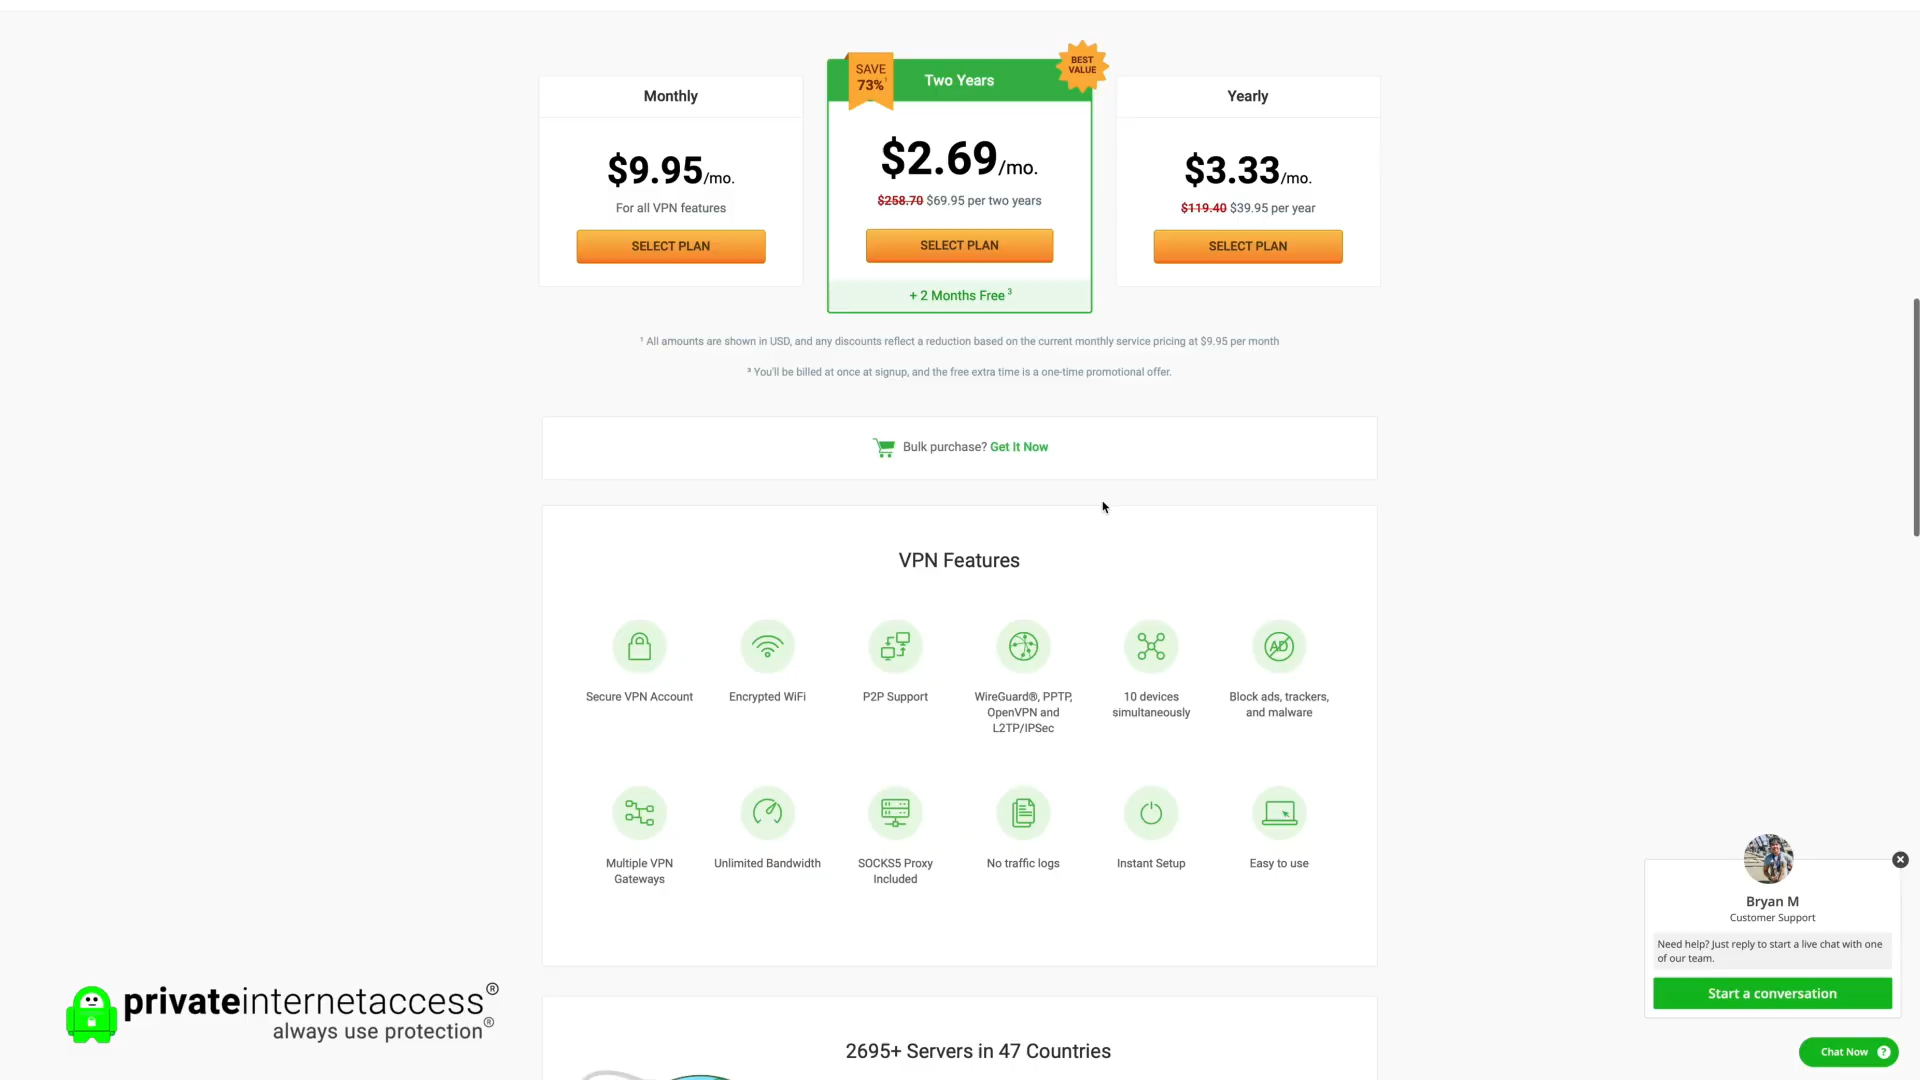 Monthly
$9.95/mo.
For all VPN features
SELECT PLAN
SAVE
73%¹
Two Years
BEST
VALUE
$2.69/mo.
$258.70 $69.95 per two years
SELECT PLAN
+ 2 Months Free ³
Yearly
$3.33/mo.
$119.40 $39.95 per year
SELECT PLAN
¹ All amounts are shown in USD, and any discounts reflect a reduction based on the current monthly service pricing at $9.95 per month
³ You'll be billed at once at signup, and the free extra time is a one-time promotional offer.
Bulk purchase? Get It Now
VPN Features
Secure VPN Account
Encrypted WiFi
P2P Support
WireGuard®, PPTP,
OpenVPN and
L2TP/IPSec
10 devices
simultaneously
AD
Block ads, trackers,
and malware
Multiple VPN
Gateways
Unlimited Bandwidth
SOCKS5 Proxy
Included
No traffic logs
Instant Setup
Easy to use
2695+ Servers in 47 Countries
privateinternetaccess®
always use protection®
Bryan M
Customer Support
Need help? Just reply to start a live chat with one
of our team.
Start a conversation
Chat Now ?